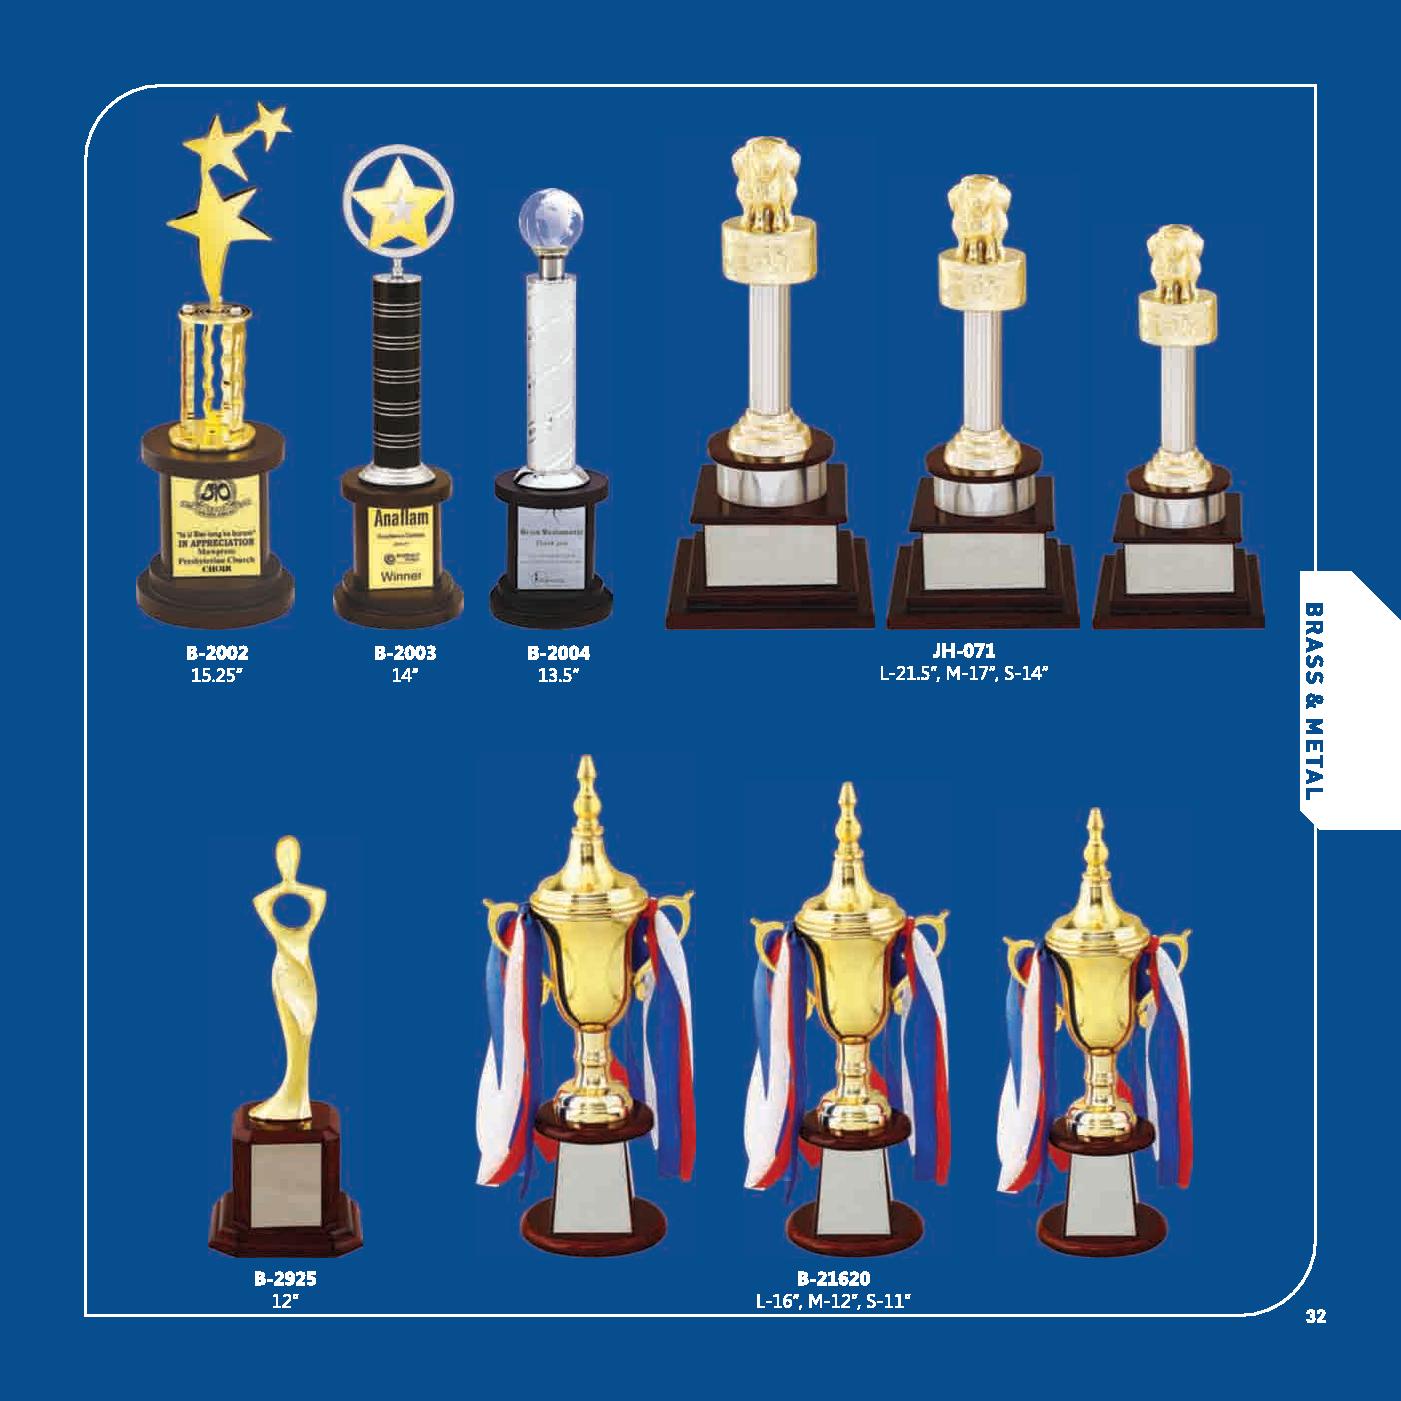 IN APPRECIATION
Presbyterian Church
CHOIR
Anallam
Winner
B-2002
15.25"
B-2003
14"
B-2004
13.5"
JH-071
L-21.5", M-17", S-14"
BRASS & METAL
B-2925
12"
B-21620
L-16", M-12", S-11"
32